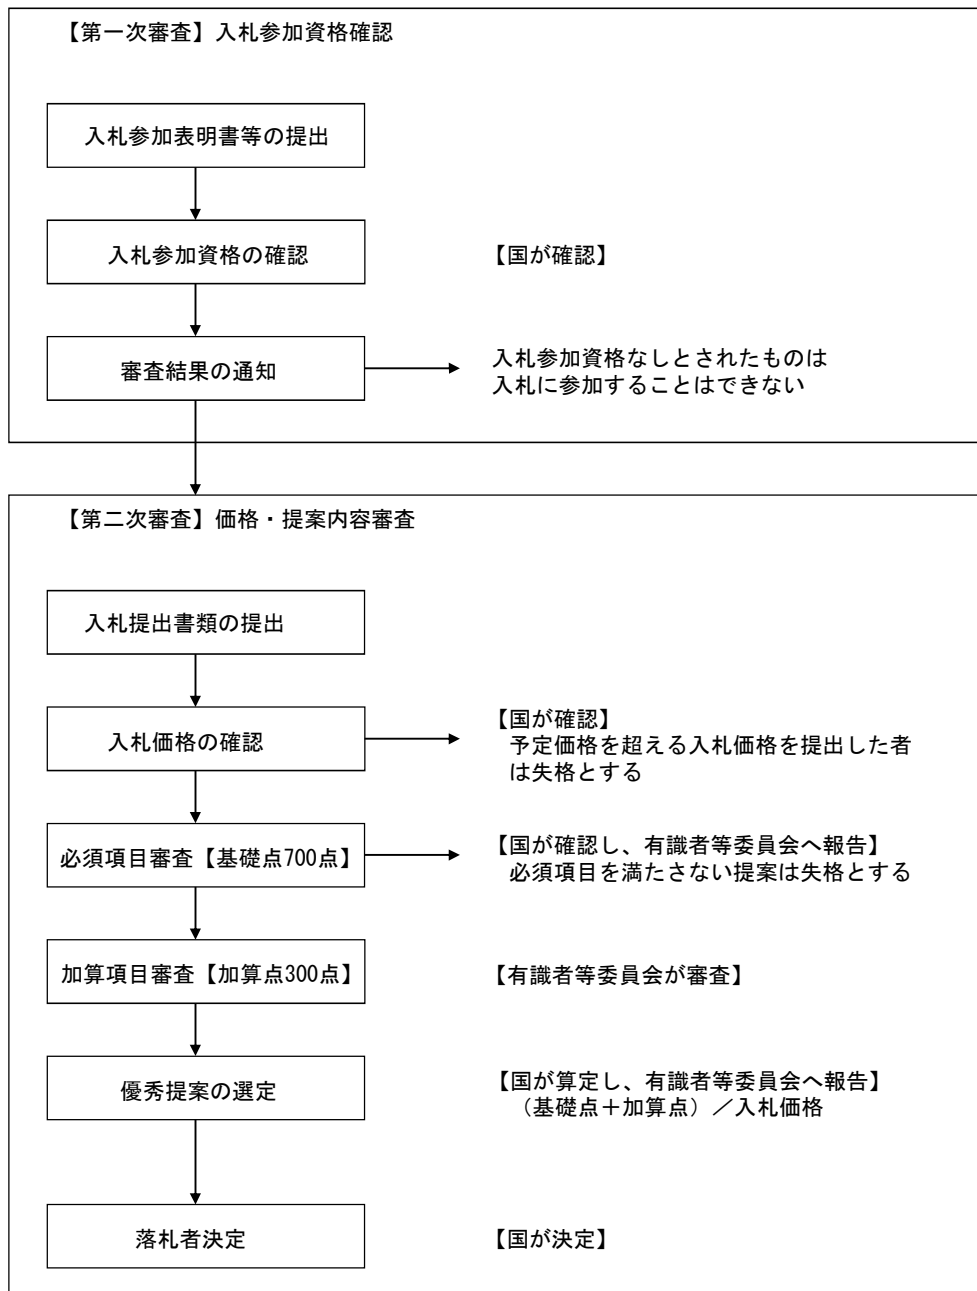 【第一次審査】入札参加資格確認
入札参加表明書等の提出
入札参加資格の確認
【国が確認】
審査結果の通知
入札参加資格なしとされたものは
入札に参加することはできない
【第二次審査】価格・提案内容審査
入札提出書類の提出
入札価格の確認
【国が確認】
予定価格を超える入札価格を提出した者
は失格とする
必須項目審査【基礎点700点】
【国が確認し、有識者等委員会へ報告】
必須項目を満たさない提案は失格とする
加算項目審査【加算点300点】
【有識者等委員会が審査】
優秀提案の選定
【国が算定し、有識者等委員会へ報告】
（基礎点＋加算点）／入札価格
落札者決定
【国が決定】